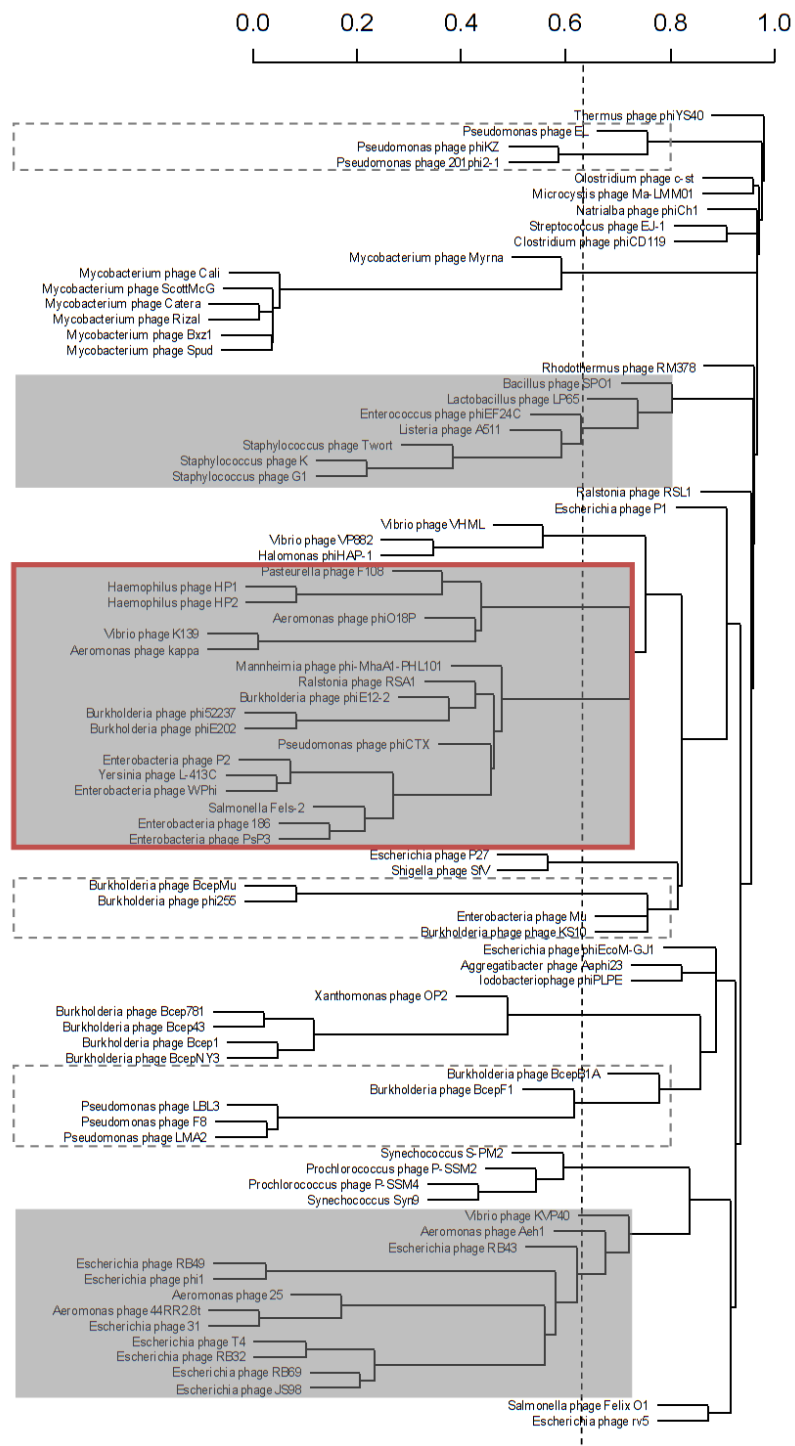 0.0 0.2 0.4 0.6 0.8 1.0
Thermus phage phiYS40
Pseudomonas phage EL
Pseudomonas phage phiKZ
Pseudomonas phage 201phi2-1
Clostridium phage c-st
Microcystis phage Ma-LMM01
Natrialba phage phiCh1
Streptococcus phage EJ-1
Clostridium phage phiCD119
Mycobacterium phage Myrna
Mycobacterium phage Cali
Mycobacterium phage ScottMcG
Mycobacterium phage Catera
Mycobacterium phage Rizal
Mycobacterium phage Bxz1
Mycobacterium phage Spud
Rhodothermus phage RM378
Bacillus phage SPO1
Lactobacillus phage LP65
Enterococcus phage phiEF24C
Listeria phage A511
Staphylococcus phage Twort
Staphylococcus phage K
Staphylococcus phage G1
Ralstonia phage RSL1
Escherichia phage P1
Vibrio phage VHML
Vibrio phage VP882
Halomonas phiHAP-1
Pasteurella phage F108
Haemophilus phage HP1
Haemophilus phage HP2
Aeromonas phage phiO18P
Vibrio phage K139
Aeromonas phage kappa
Mannheimia phage phi-MhaA1-PHL101
Ralstonia phage RSA1
Burkholderia phage phiE12-2
Burkholderia phage phi52237
Burkholderia phage phiE202
Pseudomonas phage phiCTX
Enterobacteria phage P2
Yersinia phage L-413C
Enterobacteria phage WPhi
Salmonella Fels-2
Enterobacteria phage 186
Enterobacteria phage PsP3
Escherichia phage P27
Shigella phage SfV
Burkholderia phage BcepMu
Burkholderia phage phi255
Enterobacteria phage Mu
Burkholderia phage phage KS10
Escherichia phage phiEcoM-GJ1
Aggregatibacter phage Aaphi23
Iodobacteriophage phiPLPE
Xanthomonas phage OP2
Burkholderia phage Bcep781
Burkholderia phage Bcep43
Burkholderia phage Bcep1
Burkholderia phage BcepNY3
Burkholderia phage BcepB1A
Burkholderia phage BcepF1
Pseudomonas phage LBL3
Pseudomonas phage F8
Pseudomonas phage LMA2
Synechococcus S-PM2
Prochlorococcus phage P-SSM2
Prochlorococcus phage P-SSM4
Synechococcus Syn9
Vibrio phage KVP40
Aeromonas phage Aeh1
Escherichia phage RB43
Escherichia phage RB49
Escherichia phage phi1
Aeromonas phage 25
Aeromonas phage 44RR2.8t
Escherichia phage 31
Escherichia phage T4
Escherichia phage RB32
Escherichia phage RB69
Escherichia phage JS98
Salmonella phage Felix O1
Escherichia phage rv5